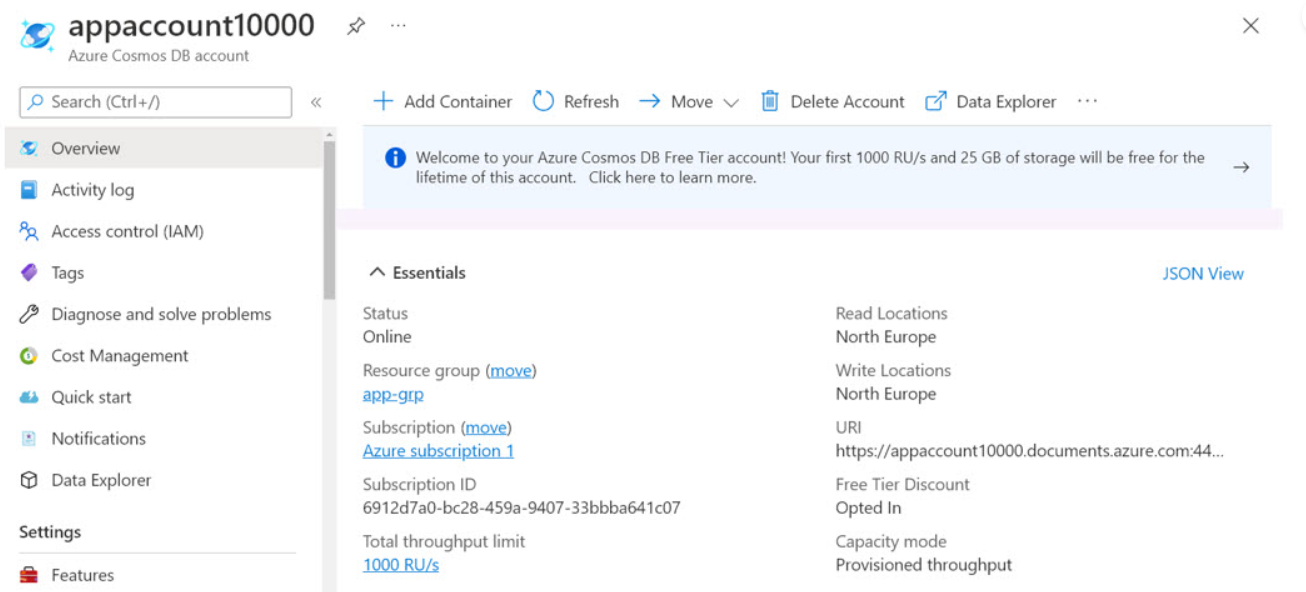 appaccount10000
Azure Cosmos DB account
Search (Ctrl+/)
Overview
Activity log
Access control (IAM)
Tags
Diagnose and solve problems
Cost Management
Quick start
Notifications
Data Explorer
Settings
Features
Add Container
Refresh
Move
Delete Account
Data Explorer
Welcome to your Azure Cosmos DB Free Tier account! Your first 1000 RU/s and 25 GB of storage will be free for the
lifetime of this account. Click here to learn more.
Essentials
JSON View
Status
Online
Resource group (move)
app-grp
Subscription (move)
Azure subscription 1
Subscription ID
6912d7a0-bc28-459a-9407-33bbba641c07
Total throughput limit
1000 RU/s
Read Locations
North Europe
Write Locations
North Europe
URI
https://appaccount10000.documents.azure.com:44...
Free Tier Discount
Opted In
Capacity mode
Provisioned throughput